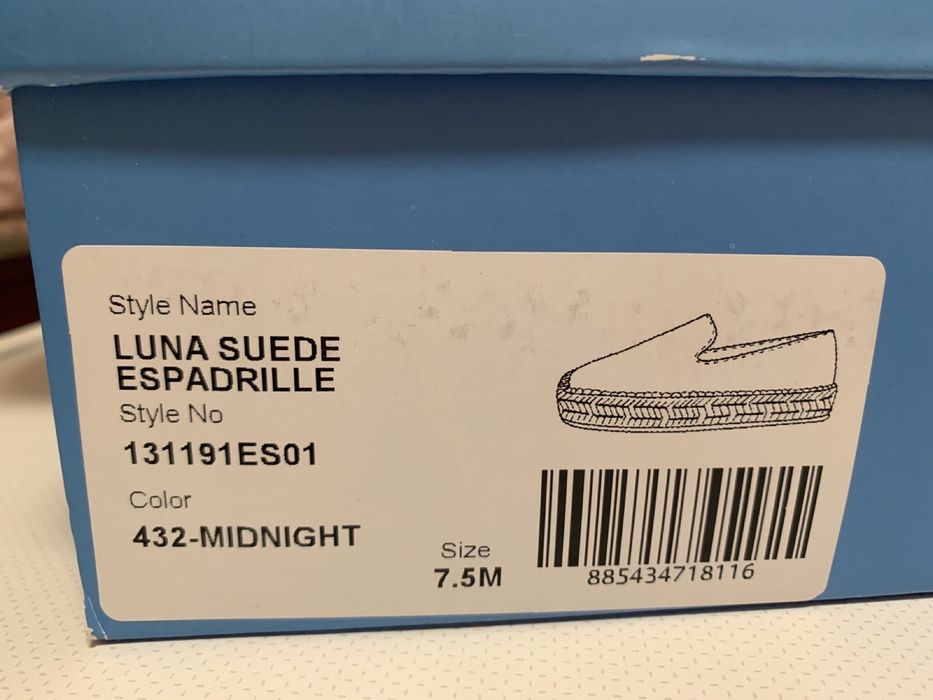 Style Name
LUNA SUEDE
ESPADRILLE
Style No
131191ES01
Color
432-MIDNIGHT
Size
7.5M
885434718116